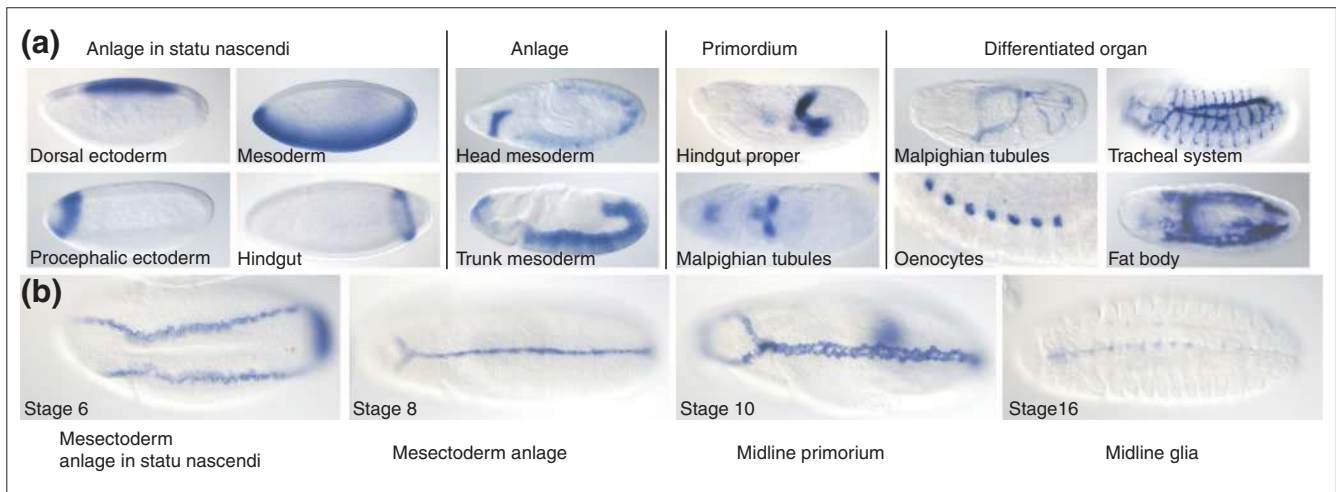 (a)
Anlage in statu nascendi
Anlage
Primordium
Differentiated organ
Dorsal ectoderm
Mesoderm
Head mesoderm
Hindgut proper
Malpighian tubules
Tracheal system
Procephalic ectoderm
Hindgut
Trunk mesoderm
Malpighian tubules
Oenocytes
Fat body
(b)
Stage 6
Stage 8
Stage 10
Stage16
Mesectoderm
anlage in statu nascendi
Mesectoderm anlage
Midline primorium
Midline glia